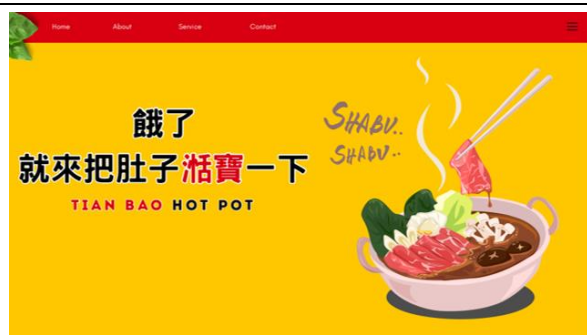 Home About Service Contact
餓了
就來把肚子湉寶一下
TIAN BAO HOT POT
SHABU..
SHABU..